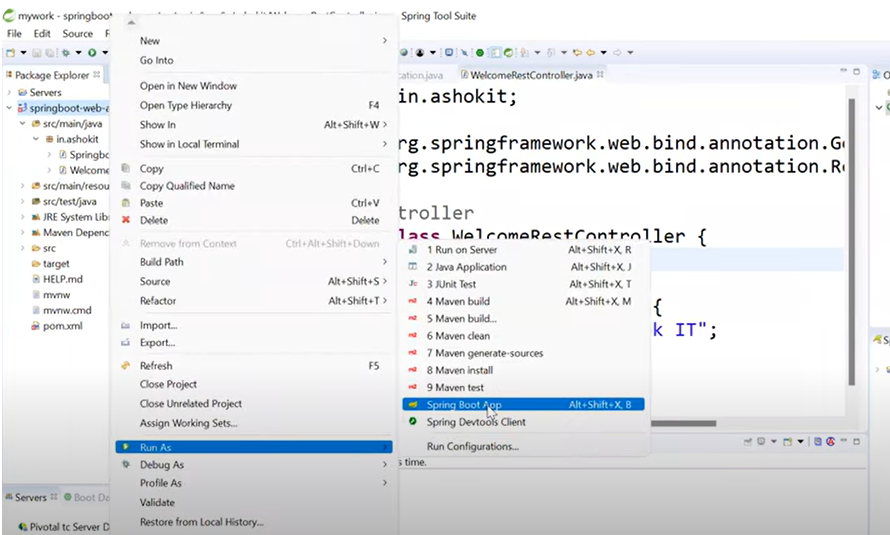 mywork - springboot
Spring Tool Suite
File Edit Source
Package Explorer
Servers
springboot-web-a
src/main/java
in.ashokit
Springbo
Welcome
src/main/resou
src/test/java
JRE System Libr
Maven Depend
src
target
HELP.md
mvnw
mvnw.cmd
pom.xml
Servers Boot Da
Pivotal tc Server D
New
Go Into
Open in New Window
Open Type Hierarchy F4
Show In Alt+Shift+W
Show in Local Terminal
Copy Ctrl+C
Copy Qualified Name
Paste Ctrl+V
Delete Delete
Remove from Context Ctrl+Alt+Shift+Down
Build Path
Source Alt+Shift+S
Refactor Alt+Shift+T
Import...
Export...
Refresh F5
Close Project
Close Unrelated Project
Assign Working Sets...
Run As
Debug As
Profile As
Validate
Restore from Local History...
1 Run on Server Alt+Shift+X, R
2 Java Application Alt+Shift+X, J
3 JUnit Test Alt+Shift+X, T
4 Maven build Alt+Shift+X, M
5 Maven build...
6 Maven clean
7 Maven generate-sources
8 Maven install
9 Maven test
Spring Boot App Alt+Shift+X, B
Spring Devtools Client
Run Configurations...
cation.java WelcomeRestController.java
in.ashokit;
rg.springframework.web.bind.annotation.Ge
rg.springframework.web.bind.annotation.Re
troller
lass WelcomeRestController {
{
k IT";
s time.